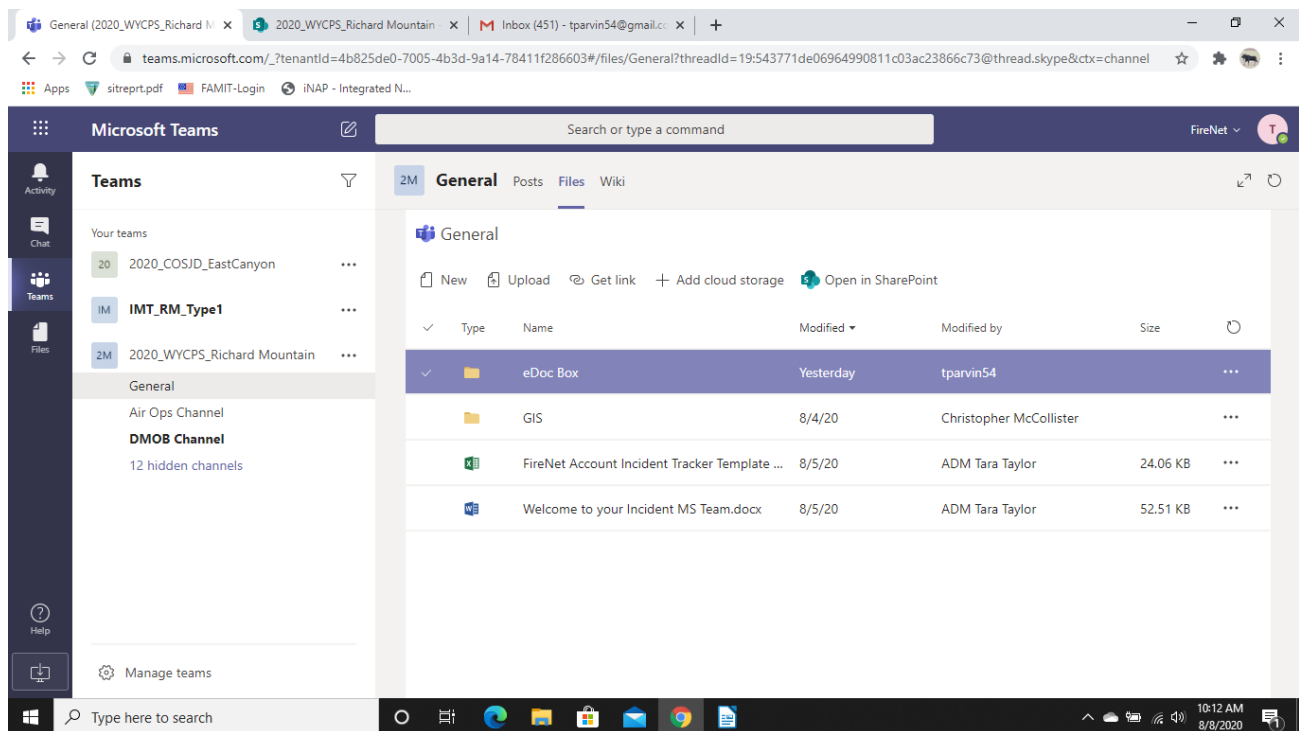 General (2020_WYCPS_Richard M
2020_WYCPS_Richard Mountain -
Inbox (451) - tparvin54@gmail.co
teams.microsoft.com/_?tenantId=4b825de0-7005-4b3d-9a14-78411f286603#/files/General?threadId=19:543771de06964990811c03ac23866c73@thread.skype&ctx=channel
Apps sitreprt.pdf FAMIT-Login iNAP - Integrated N...
Microsoft Teams
Search or type a command
FireNet
T
Activity
Chat
Teams
Files
Help
Teams
Your teams
20 2020_COSJD_EastCanyon ...
IM IMT_RM_Type1 ...
2M 2020_WYCPS_Richard Mountain ...
General
Air Ops Channel
DMOB Channel
12 hidden channels
Manage teams
2M General Posts Files Wiki
General
New Upload Get link + Add cloud storage Open in SharePoint
Type Name Modified Modified by Size
eDoc Box Yesterday tparvin54 ...
GIS 8/4/20 Christopher McCollister ...
FireNet Account Incident Tracker Template ... 8/5/20 ADM Tara Taylor 24.06 KB ...
Welcome to your Incident MS Team.docx 8/5/20 ADM Tara Taylor 52.51 KB ...
Type here to search
10:12 AM
8/8/2020
1